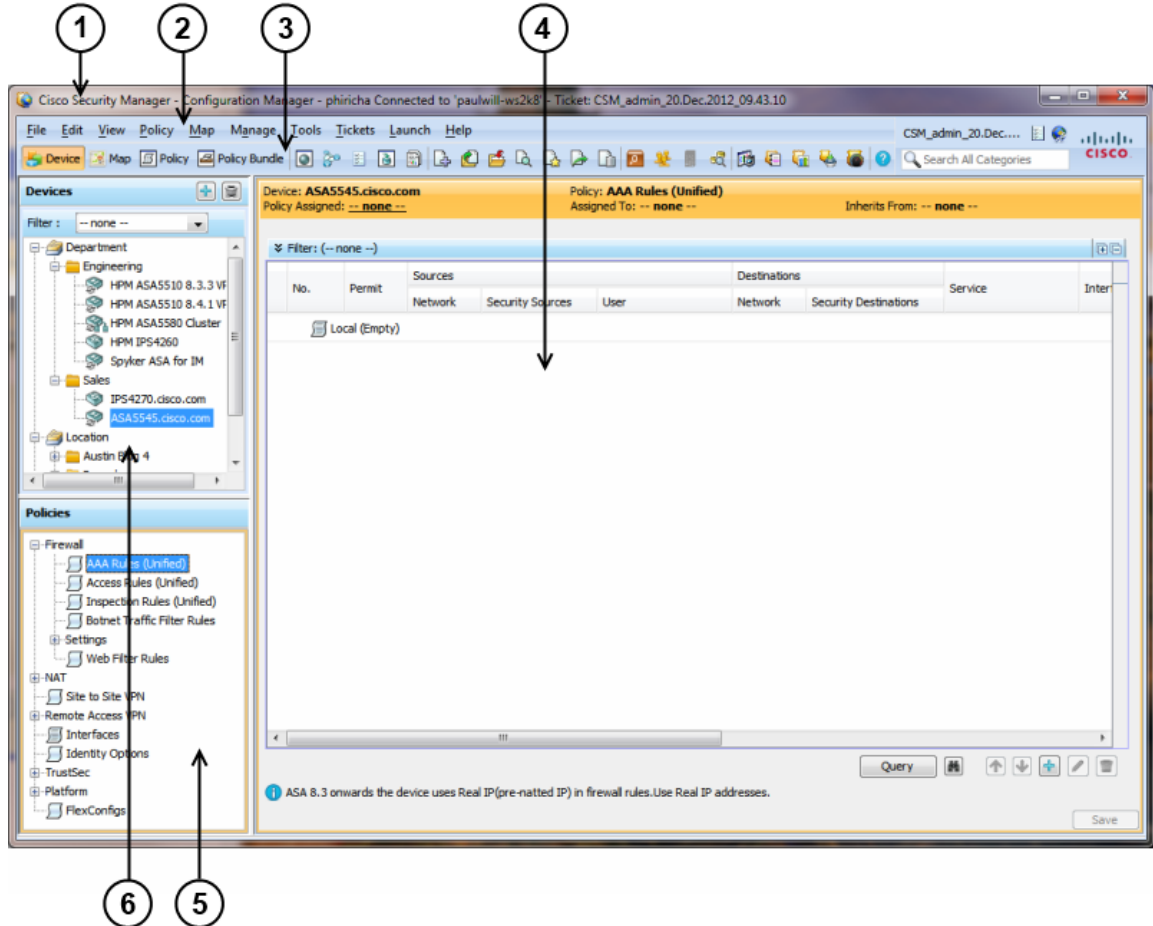 1 2 3 4
Cisco Security Manager - Configuration Manager - phiricha Connected to 'paulwill-ws2k8' - Ticket: CSM_admin_20.Dec.2012_09.43.10
File Edit View Policy Map Manage Tools Tickets Launch Help
CSM_admin_20.Dec....
Device Map Policy Policy Bundle
Search All Categories
CISCO
Devices
Filter : -- none --
Department
Engineering
HPM ASA5510 8.3.3 VF
HPM ASA5510 8.4.1 VF
HPM ASA5580 Cluster
HPM IPS4260
Spyker ASA for IM
Sales
IPS4270.cisco.com
ASA5545.cisco.com
Location
Austin 4
Policies
Firewall
AAA Rules (Unified)
Access Rules (Unified)
Inspection Rules (Unified)
Botnet Traffic Filter Rules
Settings
Web Filter Rules
NAT
Site to Site VPN
Remote Access VPN
Interfaces
Identity Options
TrustSec
Platform
FlexConfigs
Device: ASA5545.cisco.com Policy: AAA Rules (Unified)
Policy Assigned: -- none -- Assigned To: -- none -- Inherits From: -- none --
Filter: (-- none --)
No. Permit Sources Destinations Service Inter
Network Security Sources User Network Security Destinations
Local (Empty)
Query
ASA 8.3 onwards the device uses Real IP(pre-natted IP) in firewall rules.Use Real IP addresses.
Save
6 5